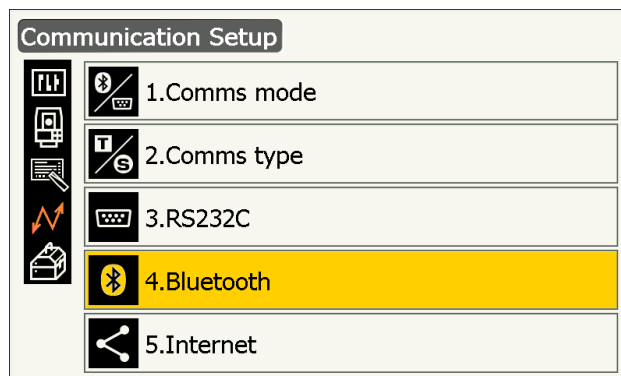 Communication Setup
1.Comms mode
T S
2.Comms type
3.RS232C
4.Bluetooth
5.Internet